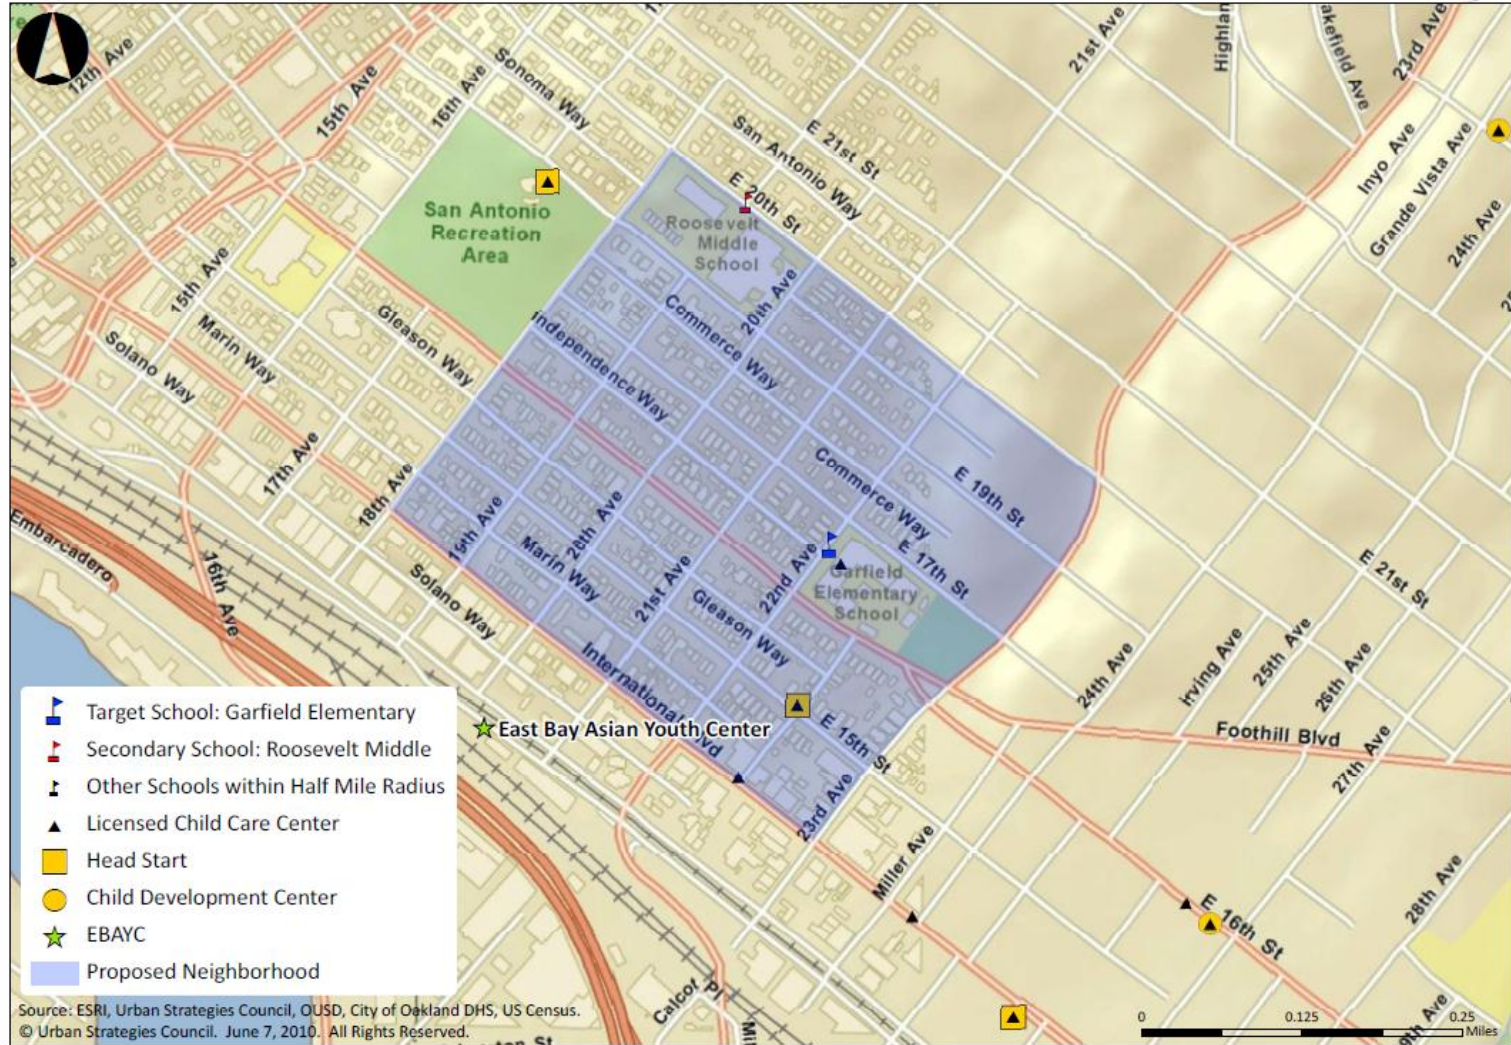 12th Ave
15th Ave
16th Ave
Sonoma Way
San Antonio Way
E 21st St
E 20th St
21st Ave
Highlan
akefield Ave
23rd Ave
Inyo Ave
Grande Vista Ave
24th Ave
San Antonio
Recreation
Area
Roosevelt
Middle
School
20th Ave
15th Ave
Marin Way
Solano Way
Gleason Way
Independence Way
Commerce Way
Commerce Way
E 19th St
E 17th St
17th Ave
18th Ave
19th Ave
20th Ave
Marin Way
21st Ave
22nd Ave
Gleason Way
Garfield
Elementary
School
Embarcadero
16th Ave
Solano Way
International Blvd
E 15th St
23rd Ave
E 21st St
24th Ave
Irving Ave
25th Ave
26th Ave
Foothill Blvd
27th Ave
28th Ave
Miller Ave
E 16th St
East Bay Asian Youth Center
Target School: Garfield Elementary
Secondary School: Roosevelt Middle
Other Schools within Half Mile Radius
Licensed Child Care Center
Head Start
Child Development Center
EBAYC
Proposed Neighborhood
Source: ESRI, Urban Strategies Council, OUSD, City of Oakland DHS, US Census.
© Urban Strategies Council. June 7, 2010. All Rights Reserved.
Calcot Pl
0 0.125 0.25
Miles